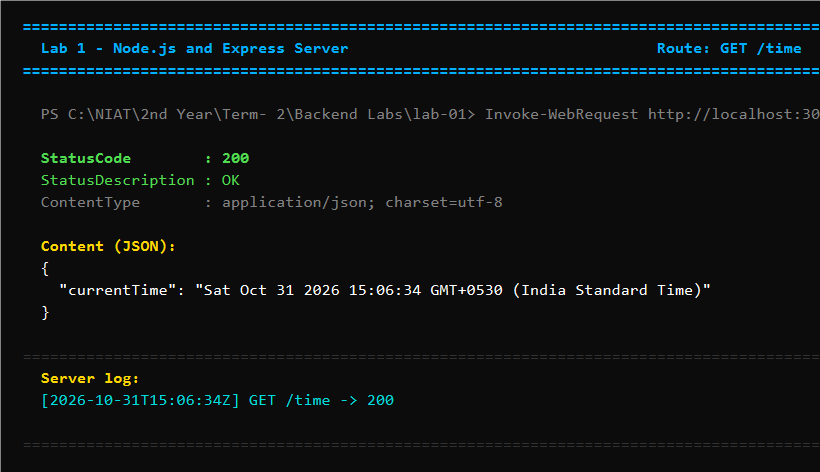 ================================================================================
Lab 1 - Node.js and Express Server Route: GET /time
================================================================================
PS C:\NIAT\2nd Year\Term- 2\Backend Labs\lab-01> Invoke-WebRequest http://localhost:30
StatusCode : 200
StatusDescription : OK
ContentType : application/json; charset=utf-8
Content (JSON):
{
"currentTime": "Sat Oct 31 2026 15:06:34 GMT+0530 (India Standard Time)"
}
================================================================================
Server log:
[2026-10-31T15:06:34Z] GET /time -> 200
================================================================================